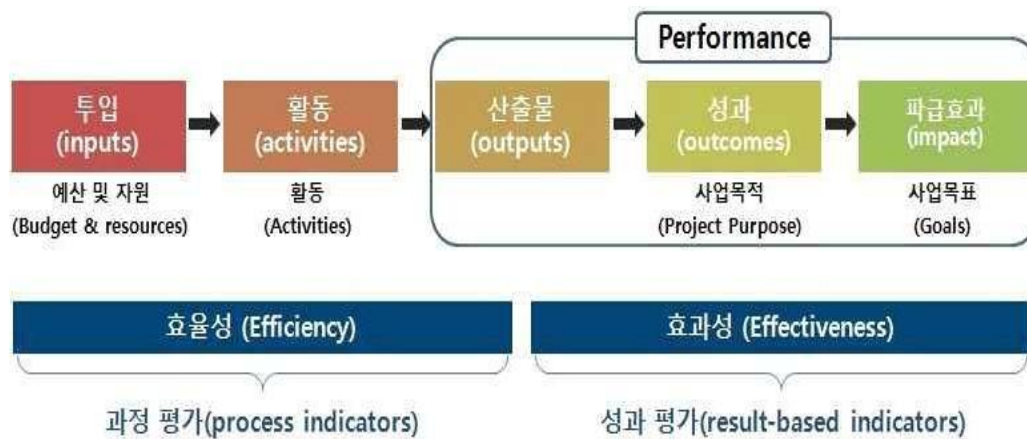 Performance
투입
(inputs)
활동
(activities)
산출물
(outputs)
성과
(outcomes)
파급효과
(impact)
예산 및 자원
(Budget & resources)
활동
(Activities)
사업목적
(Project Purpose)
사업목표
(Goals)
효율성 (Efficiency)
효과성 (Effectiveness)
과정 평가(process indicators)
성과 평가(result-based indicators)